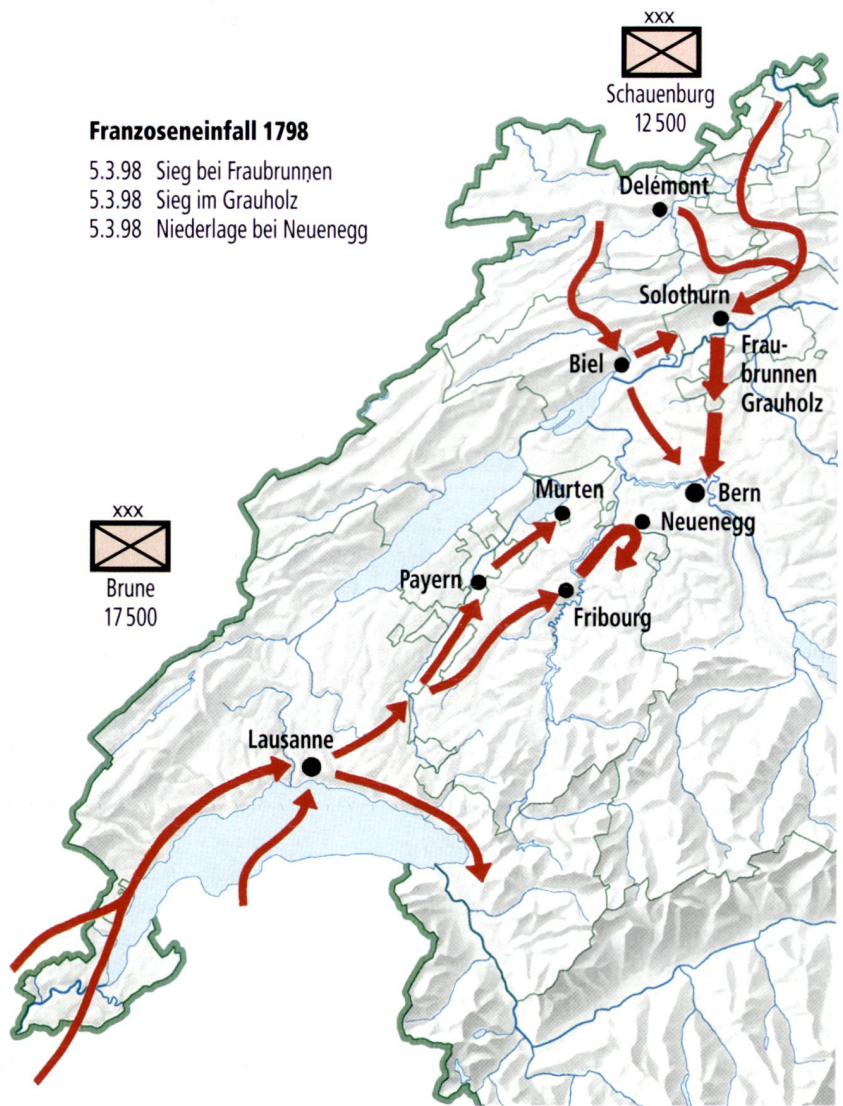 xxx
Schauenburg
12 500
Franzoseneinfall 1798
5.3.98 Sieg bei Fraubrunnen
5.3.98 Sieg im Grauholz
5.3.98 Niederlage bei Neuenegg
Delémont
Solothurn
Biel
Frau-
brunnen
Grauholz
Murten
Bern
Neuenegg
xxx
Brune
17 500
Payern
Fribourg
Lausanne